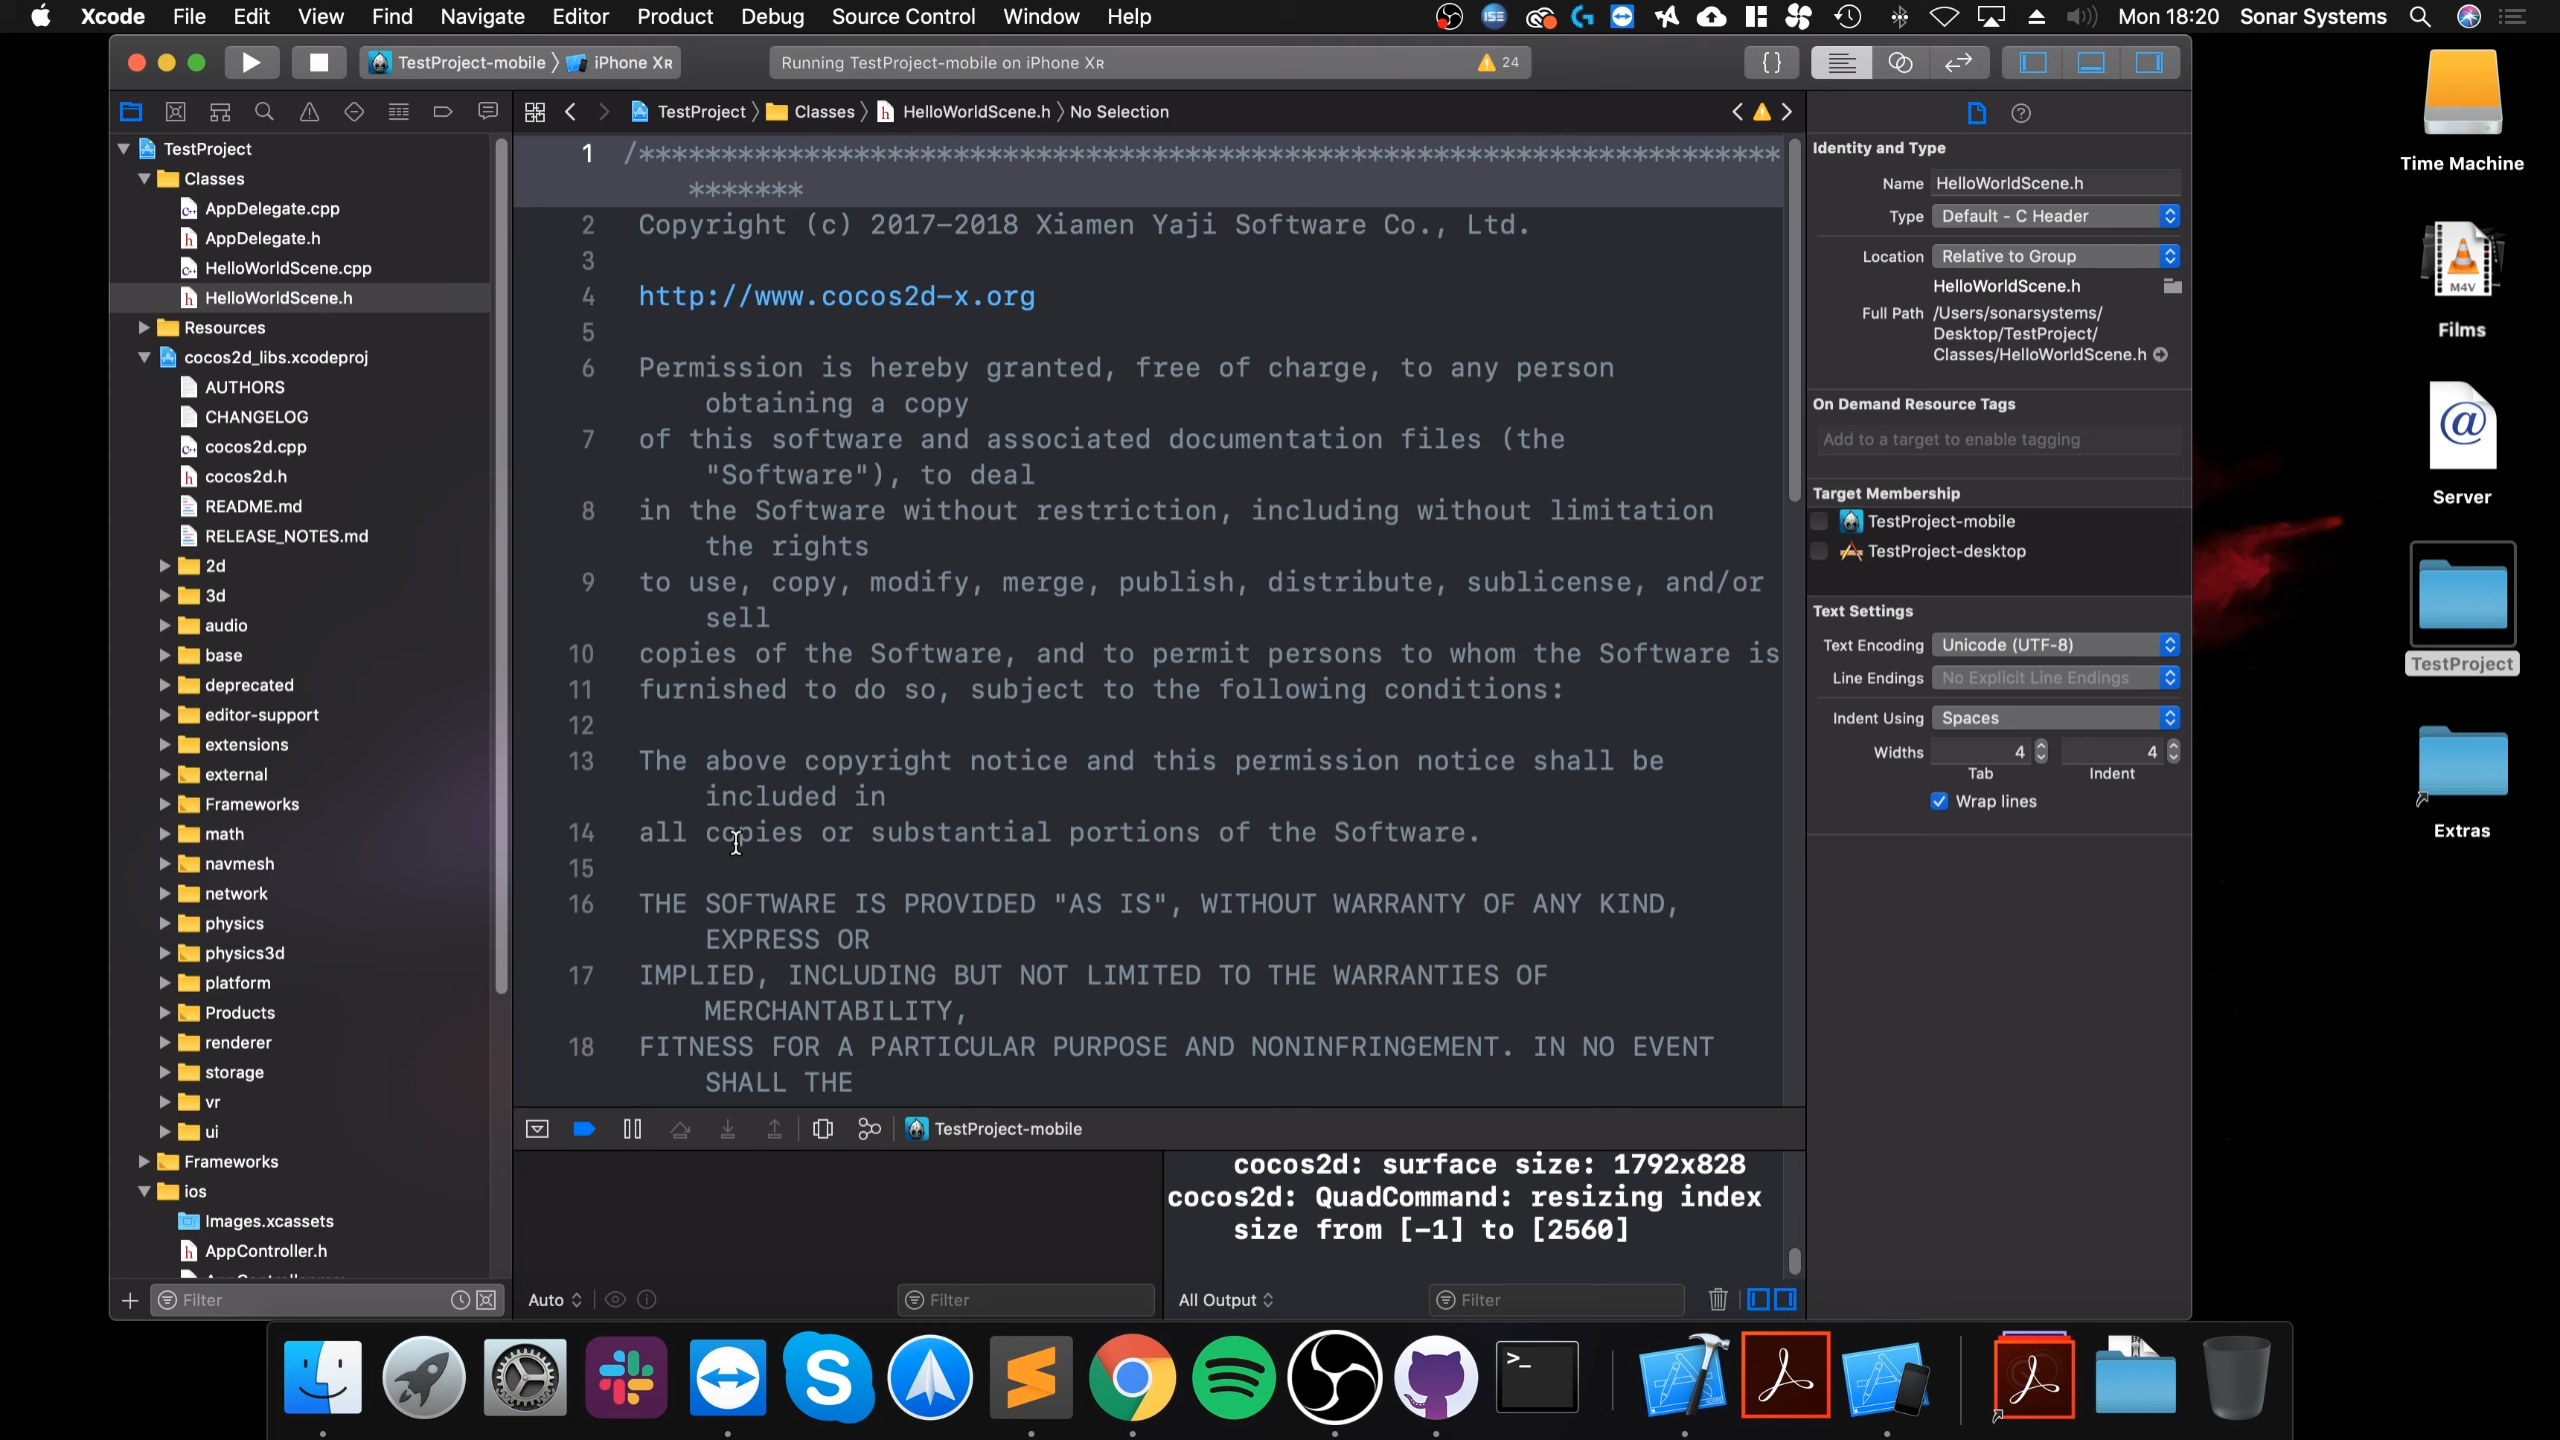 Xcode File Edit View Find Navigate Editor Product Debug Source Control Window Help
Mon 18:20 Sonar Systems
TestProject-mobile iPhone XR
Running TestProject-mobile on iPhone XR
24
{}
TestProject Classes HelloWorldScene.h No Selection
TestProject
Classes
AppDelegate.cpp
AppDelegate.h
HelloWorldScene.cpp
HelloWorldScene.h
Resources
cocos2d_libs.xcodeproj
AUTHORS
CHANGELOG
cocos2d.cpp
cocos2d.h
README.md
RELEASE_NOTES.md
2d
3d
audio
base
deprecated
editor-support
extensions
external
Frameworks
math
navmesh
network
physics
physics3d
platform
Products
renderer
storage
vr
ui
Frameworks
ios
Images.xcassets
AppController.h
Filter
1 /*********************************************************************
*******
2 Copyright (c) 2017-2018 Xiamen Yaji Software Co., Ltd.
3
4 http://www.cocos2d-x.org
5
6 Permission is hereby granted, free of charge, to any person
obtaining a copy
7 of this software and associated documentation files (the
"Software"), to deal
8 in the Software without restriction, including without limitation
the rights
9 to use, copy, modify, merge, publish, distribute, sublicense, and/or
sell
10 copies of the Software, and to permit persons to whom the Software is
11 furnished to do so, subject to the following conditions:
12
13 The above copyright notice and this permission notice shall be
included in
14 all copies or substantial portions of the Software.
15
16 THE SOFTWARE IS PROVIDED "AS IS", WITHOUT WARRANTY OF ANY KIND,
EXPRESS OR
17 IMPLIED, INCLUDING BUT NOT LIMITED TO THE WARRANTIES OF
MERCHANTABILITY,
18 FITNESS FOR A PARTICULAR PURPOSE AND NONINFRINGEMENT. IN NO EVENT
SHALL THE
TestProject-mobile
cocos2d: surface size: 1792x828
cocos2d: QuadCommand: resizing index
size from [-1] to [2560]
Auto
Filter
All Output
Filter
Identity and Type
Name HelloWorldScene.h
Type Default - C Header
Location Relative to Group
HelloWorldScene.h
Full Path /Users/sonarsystems/
Desktop/TestProject/
Classes/HelloWorldScene.h
On Demand Resource Tags
Add to a target to enable tagging
Target Membership
TestProject-mobile
TestProject-desktop
Text Settings
Text Encoding Unicode (UTF-8)
Line Endings No Explicit Line Endings
Indent Using Spaces
Widths 4 4
Tab Indent
Wrap lines
Time Machine
M4V
Films
@
Server
TestProject
Extras
S
>_